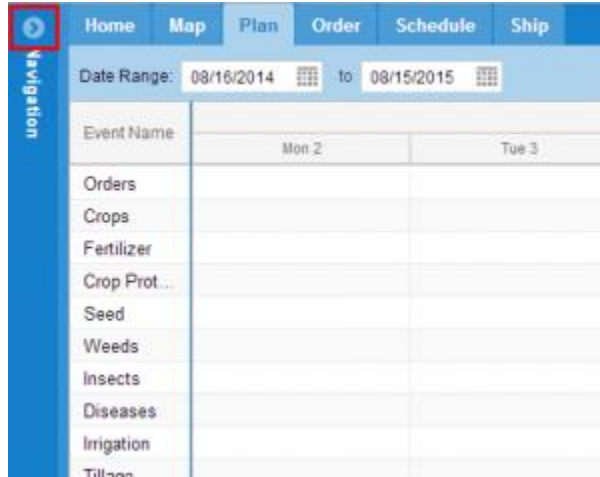 Home Map Plan Order Schedule Ship
Navigation
Date Range: 08/16/2014 to 08/15/2015
Event Name
Mon 2 Tue 3
Orders
Crops
Fertilizer
Crop Prot...
Seed
Weeds
Insects
Diseases
Irrigation
Tillage